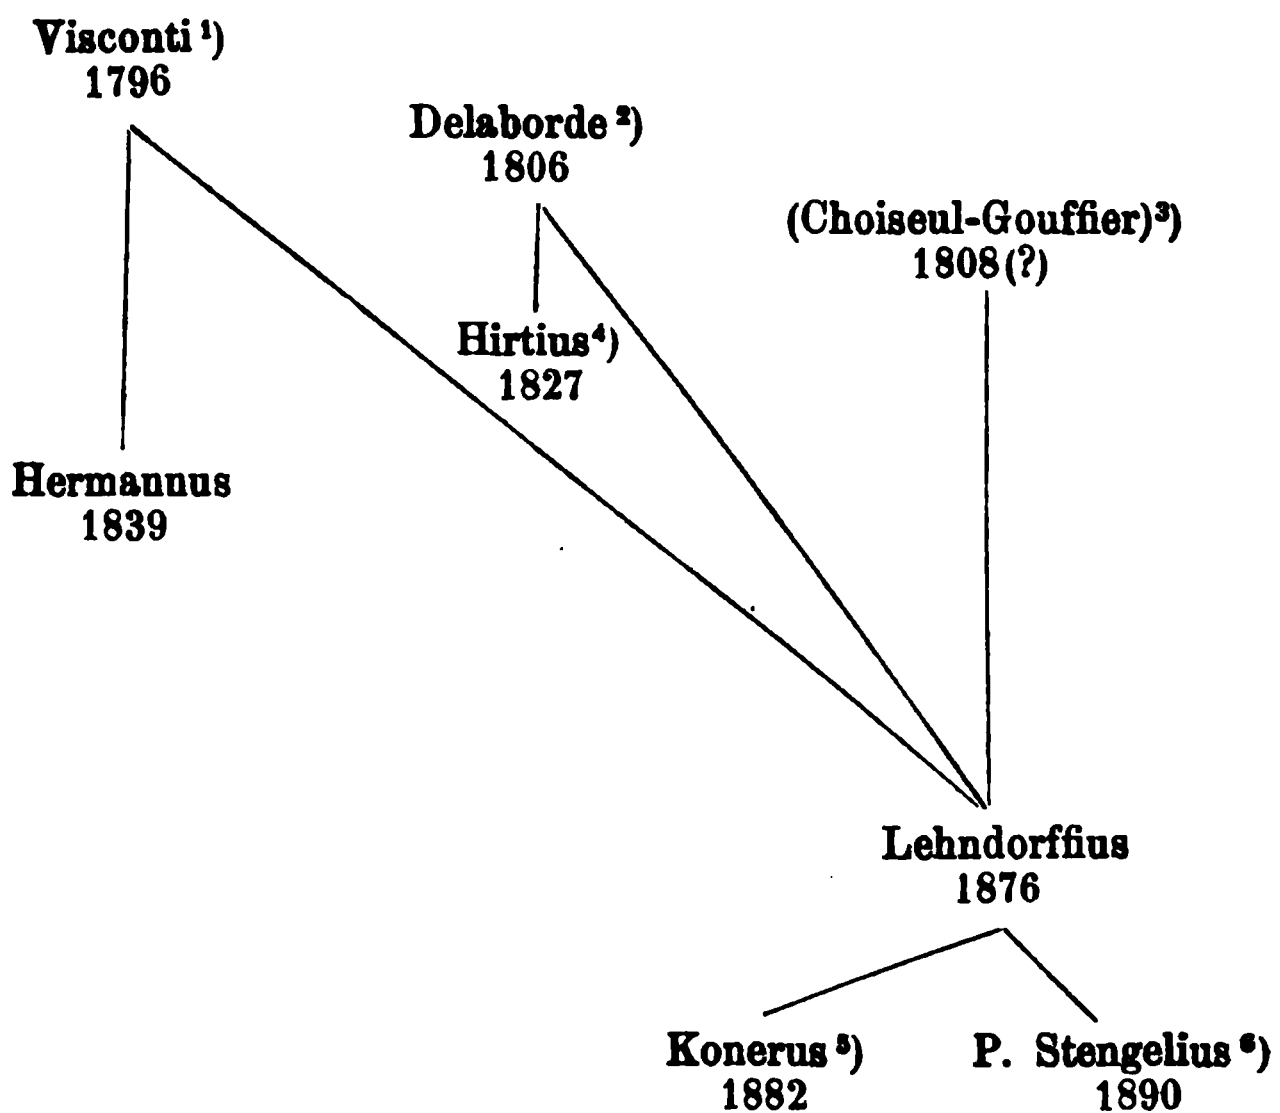 Visconti ¹)
1796
Delaborde ²)
1806
(Choiseul-Gouffier)³)
1808(?)
Hirtius⁴)
1827
Hermannus
1839
Lehndorffius
1876
Konerus ⁵)
1882
P. Stengelius ⁶)
1890